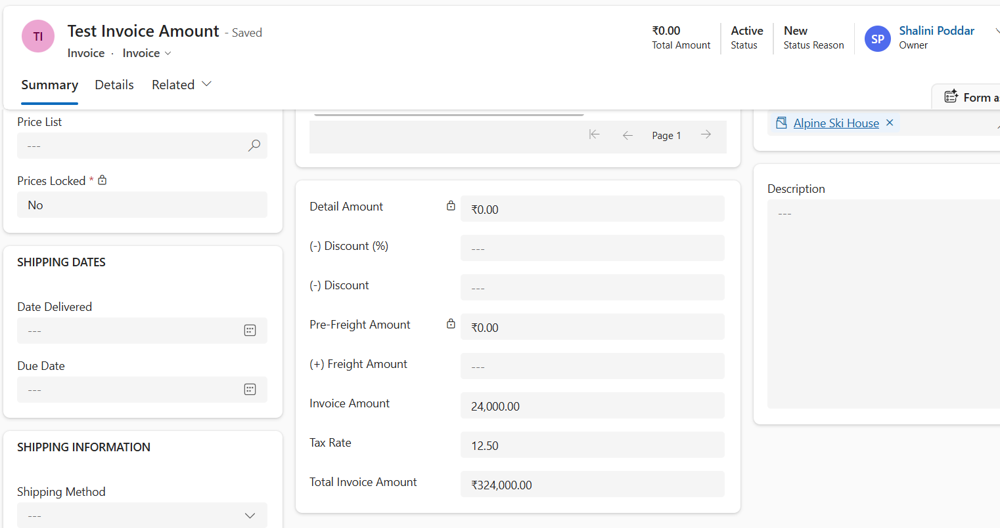 TI
Test Invoice Amount - Saved
Invoice · Invoice
₹0.00
Total Amount
Active
Status
New
Status Reason
SP
Shalini Poddar
Owner
Summary Details Related
Form a
Price List
---
Prices Locked *
No
SHIPPING DATES
Date Delivered
---
Due Date
---
SHIPPING INFORMATION
Shipping Method
---
Page 1
Detail Amount ₹0.00
(-) Discount (%) ---
(-) Discount ---
Pre-Freight Amount ₹0.00
(+) Freight Amount ---
Invoice Amount 24,000.00
Tax Rate 12.50
Total Invoice Amount ₹324,000.00
Alpine Ski House
Description
---